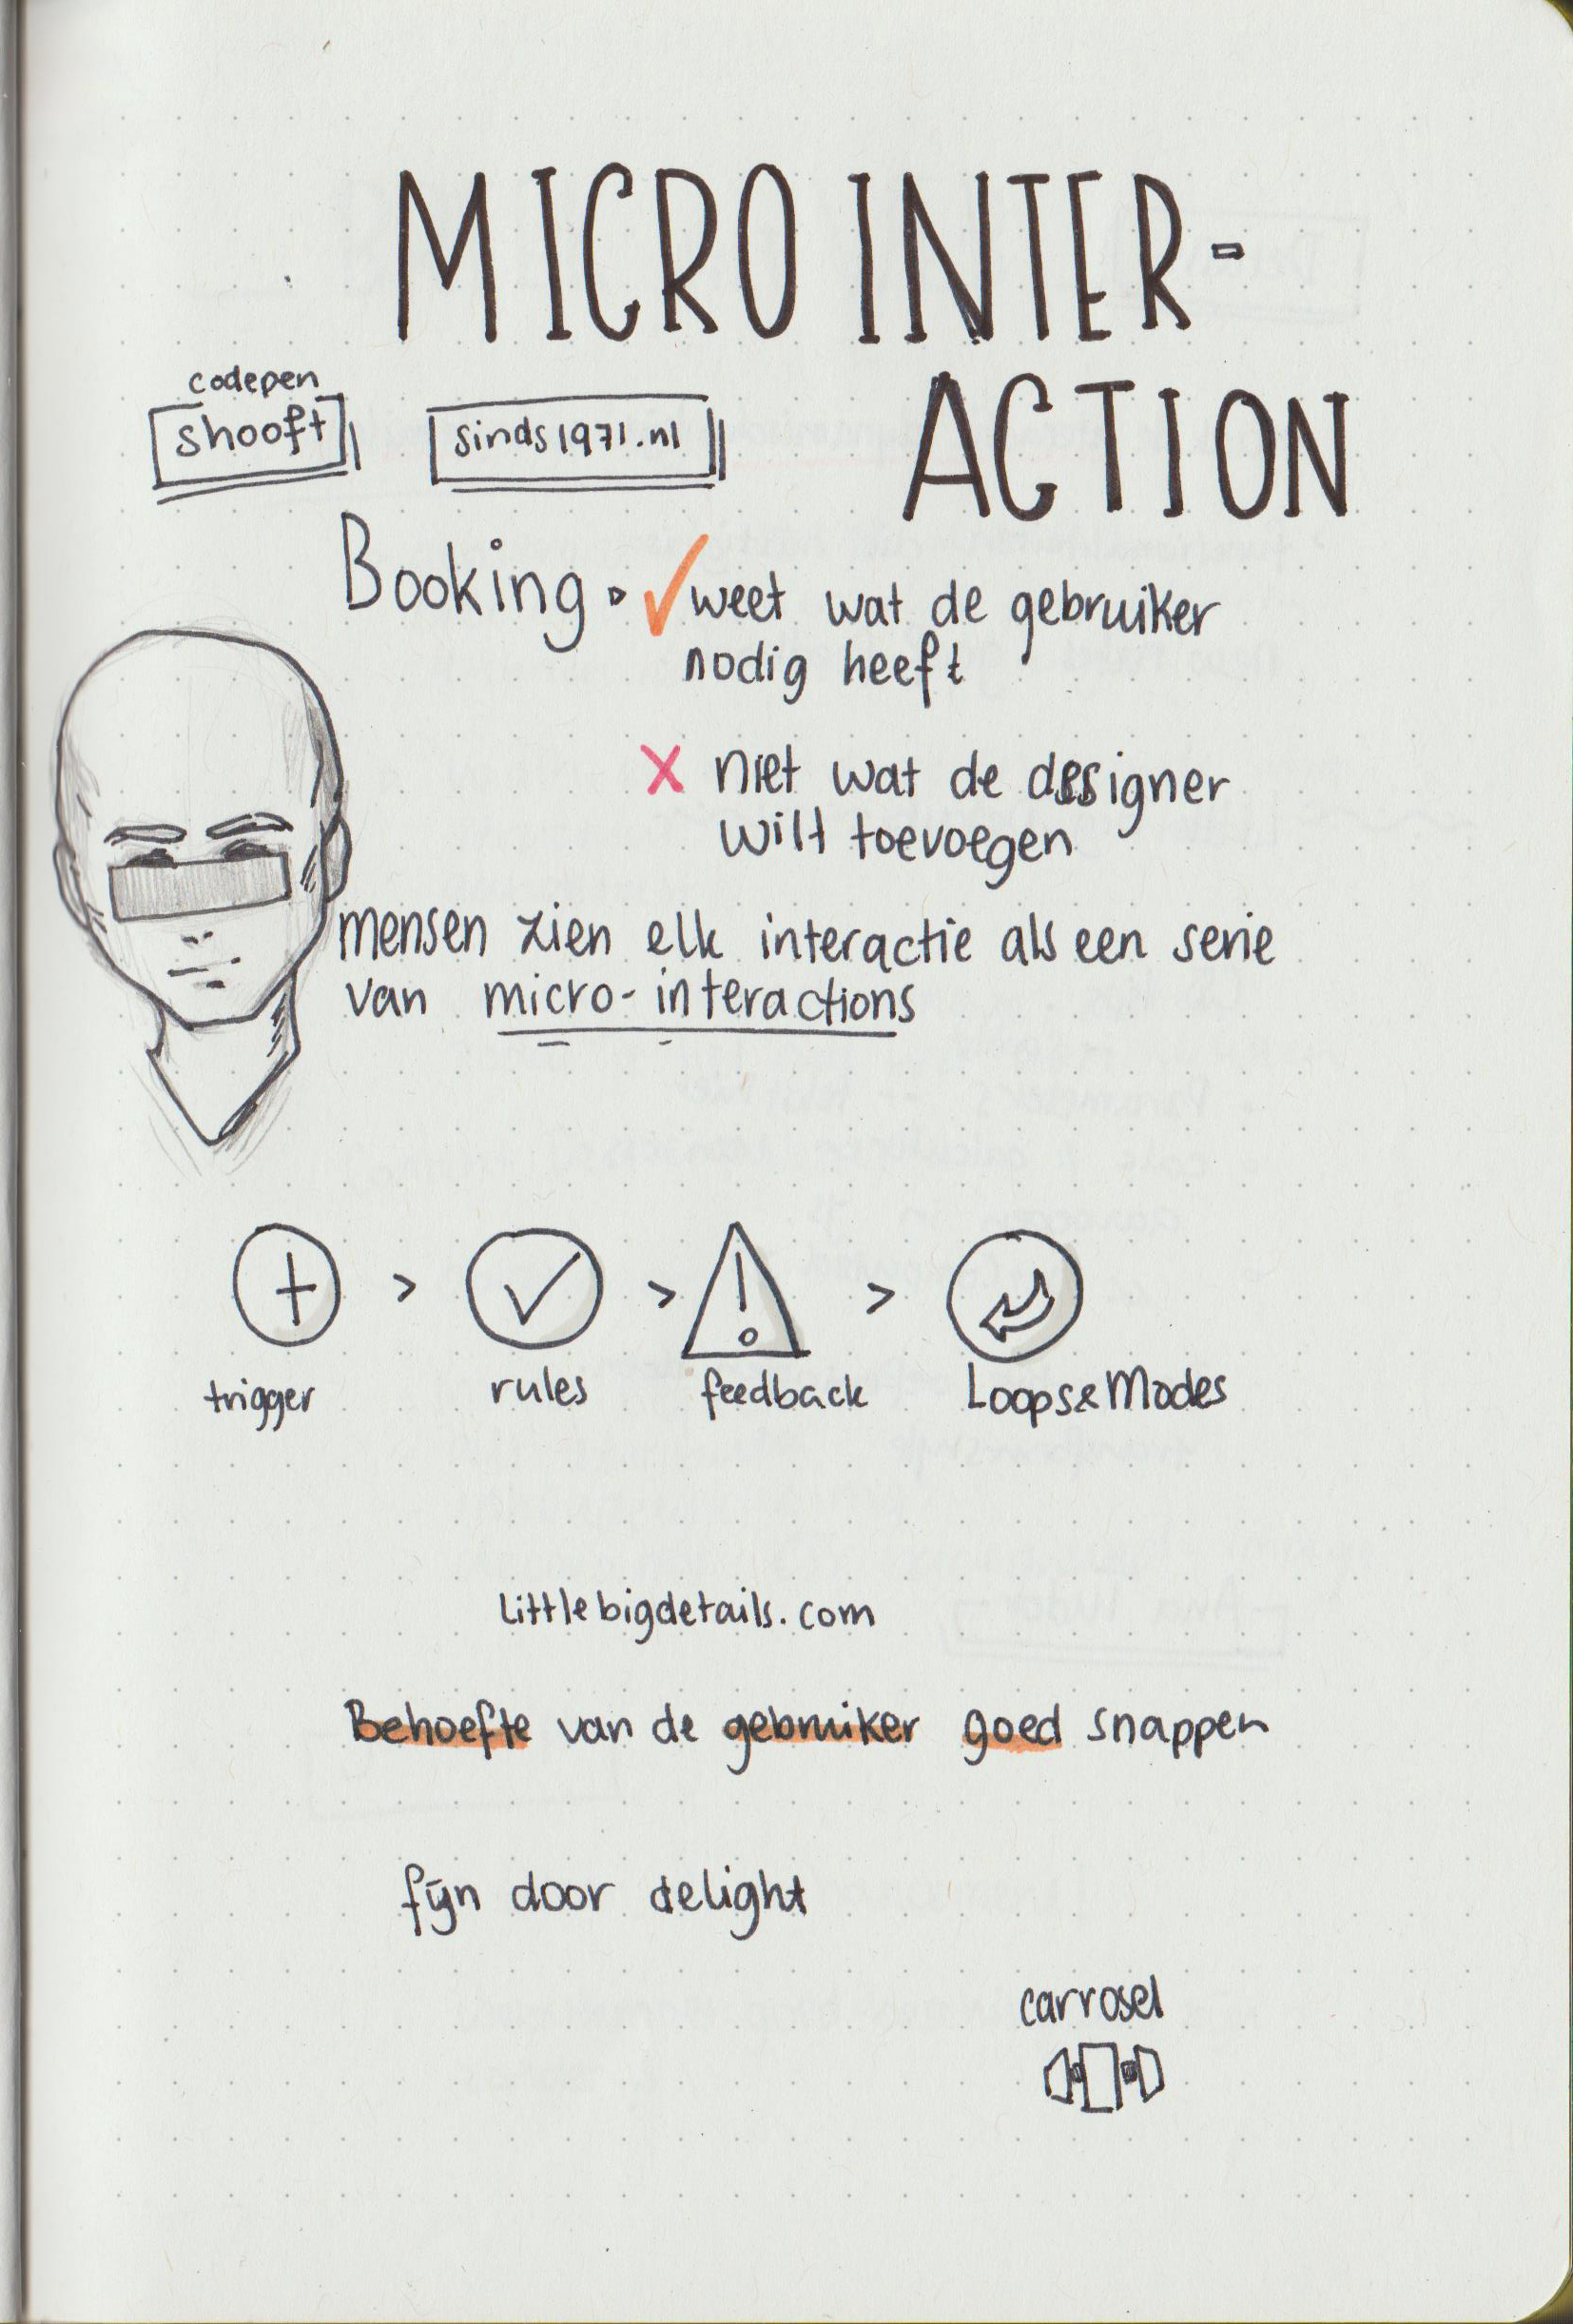 MICRO INTER-
ACTION
codepen
shooft
sinds1971.nl
Booking
weet wat de gebruiker
nodig heeft
X niet wat de designer
wilt toevoegen
mensen zien elk interactie als een serie
van micro-interactions
+ > ✓ > ! >
trigger rules feedback Loops&Modes
Littlebigdetails.com
Behoefte van de gebruiker goed snappen
fijn door delight
carrosel